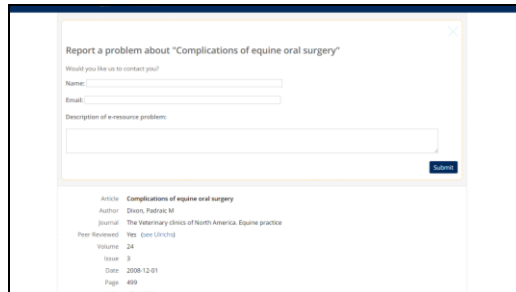 Report a problem about "Complications of equine oral surgery"
Would you like us to contact you?
Name:
Email:
Description of e-resource problem:
Submit
Article Complications of equine oral surgery
Author Dixon, Padraic M
Journal The Veterinary clinics of North America. Equine practice
Peer Reviewed Yes (see Ulrichs)
Volume 24
Issue 3
Date 2008-12-01
Page 499